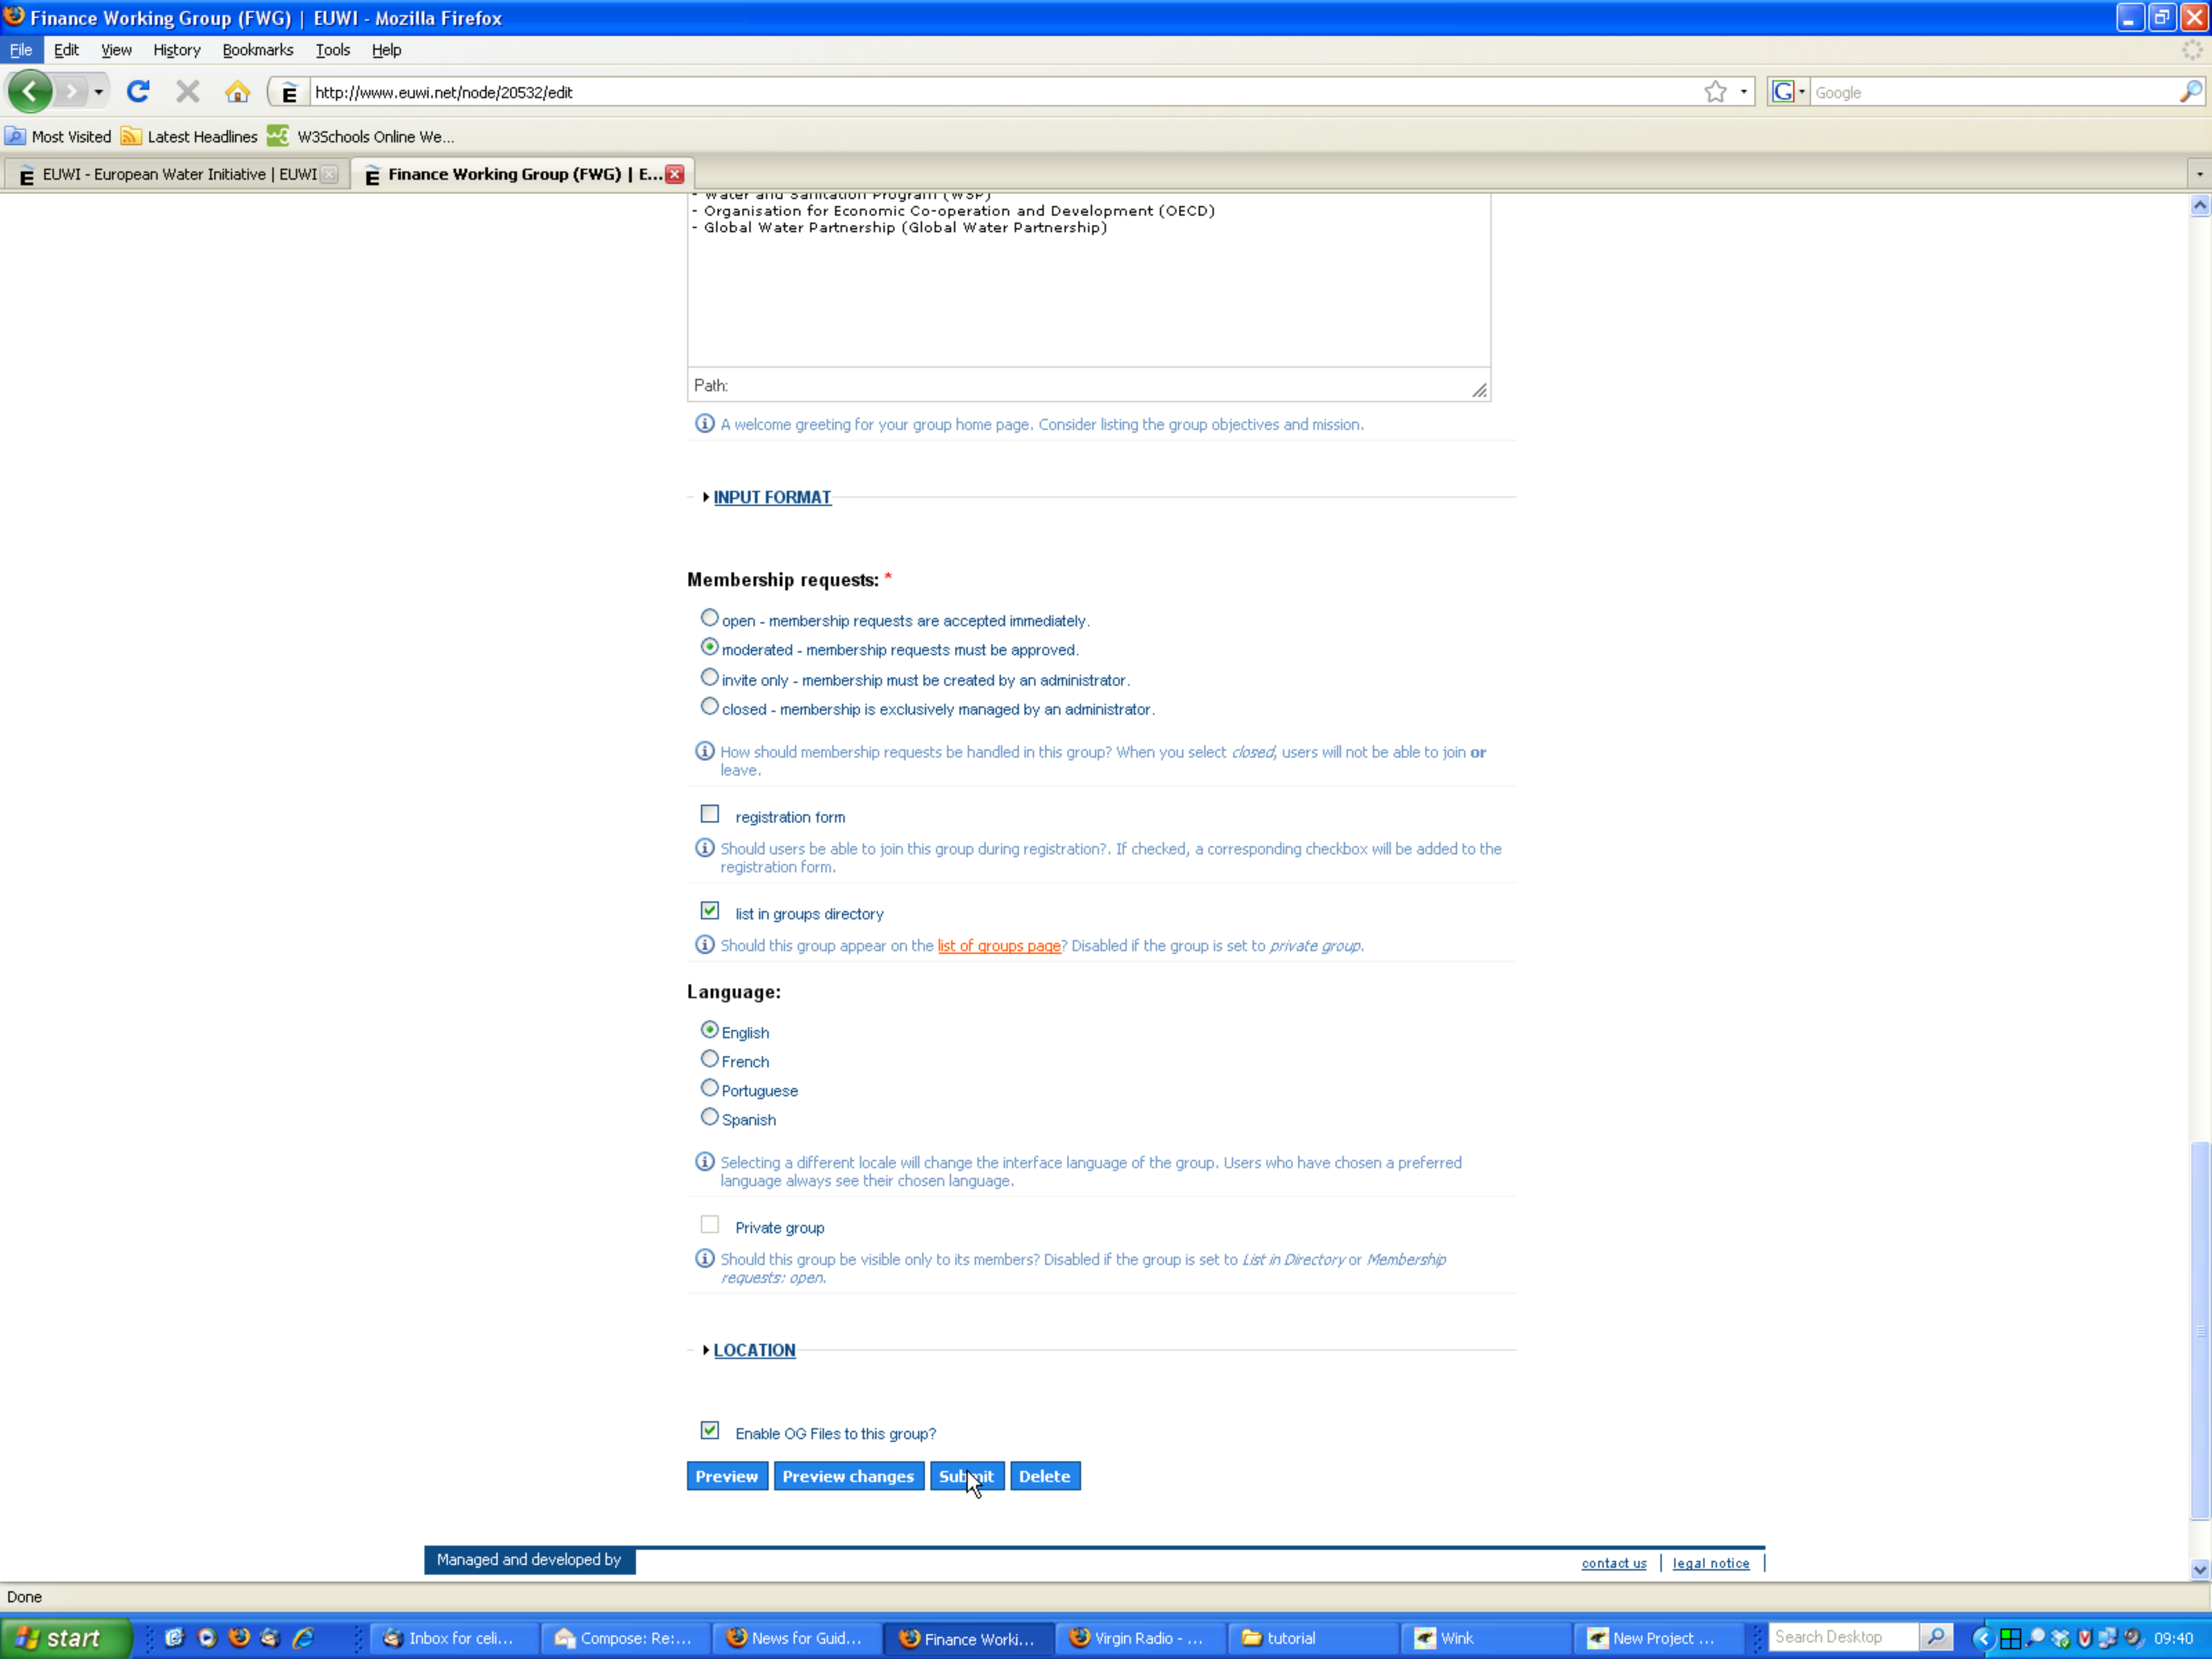 Finance Working Group (FWG) | EUWI - Mozilla Firefox
File Edit View History Bookmarks Tools Help
http://www.euwi.net/node/20532/edit
Google
Most Visited Latest Headlines W3Schools Online We...
EUWI - European Water Initiative | EUWI
Finance Working Group (FWG) | E...
- Water and Sanitation Program (WSP)
- Organisation for Economic Co-operation and Development (OECD)
- Global Water Partnership (Global Water Partnership)
Path:
A welcome greeting for your group home page. Consider listing the group objectives and mission.
INPUT FORMAT
Membership requests: *
open - membership requests are accepted immediately.
moderated - membership requests must be approved.
invite only - membership must be created by an administrator.
closed - membership is exclusively managed by an administrator.
How should membership requests be handled in this group? When you select closed, users will not be able to join or
leave.
registration form
Should users be able to join this group during registration?. If checked, a corresponding checkbox will be added to the
registration form.
list in groups directory
Should this group appear on the list of groups page? Disabled if the group is set to private group.
Language:
English
French
Portuguese
Spanish
Selecting a different locale will change the interface language of the group. Users who have chosen a preferred
language always see their chosen language.
Private group
Should this group be visible only to its members? Disabled if the group is set to List in Directory or Membership
requests: open.
LOCATION
Enable OG Files to this group?
Preview Preview changes Submit Delete
Managed and developed by
contact us | legal notice |
Done
start Inbox for celi... Compose: Re:... News for Guid... Finance Worki... Virgin Radio - ... tutorial Wink New Project ... Search Desktop 09:40